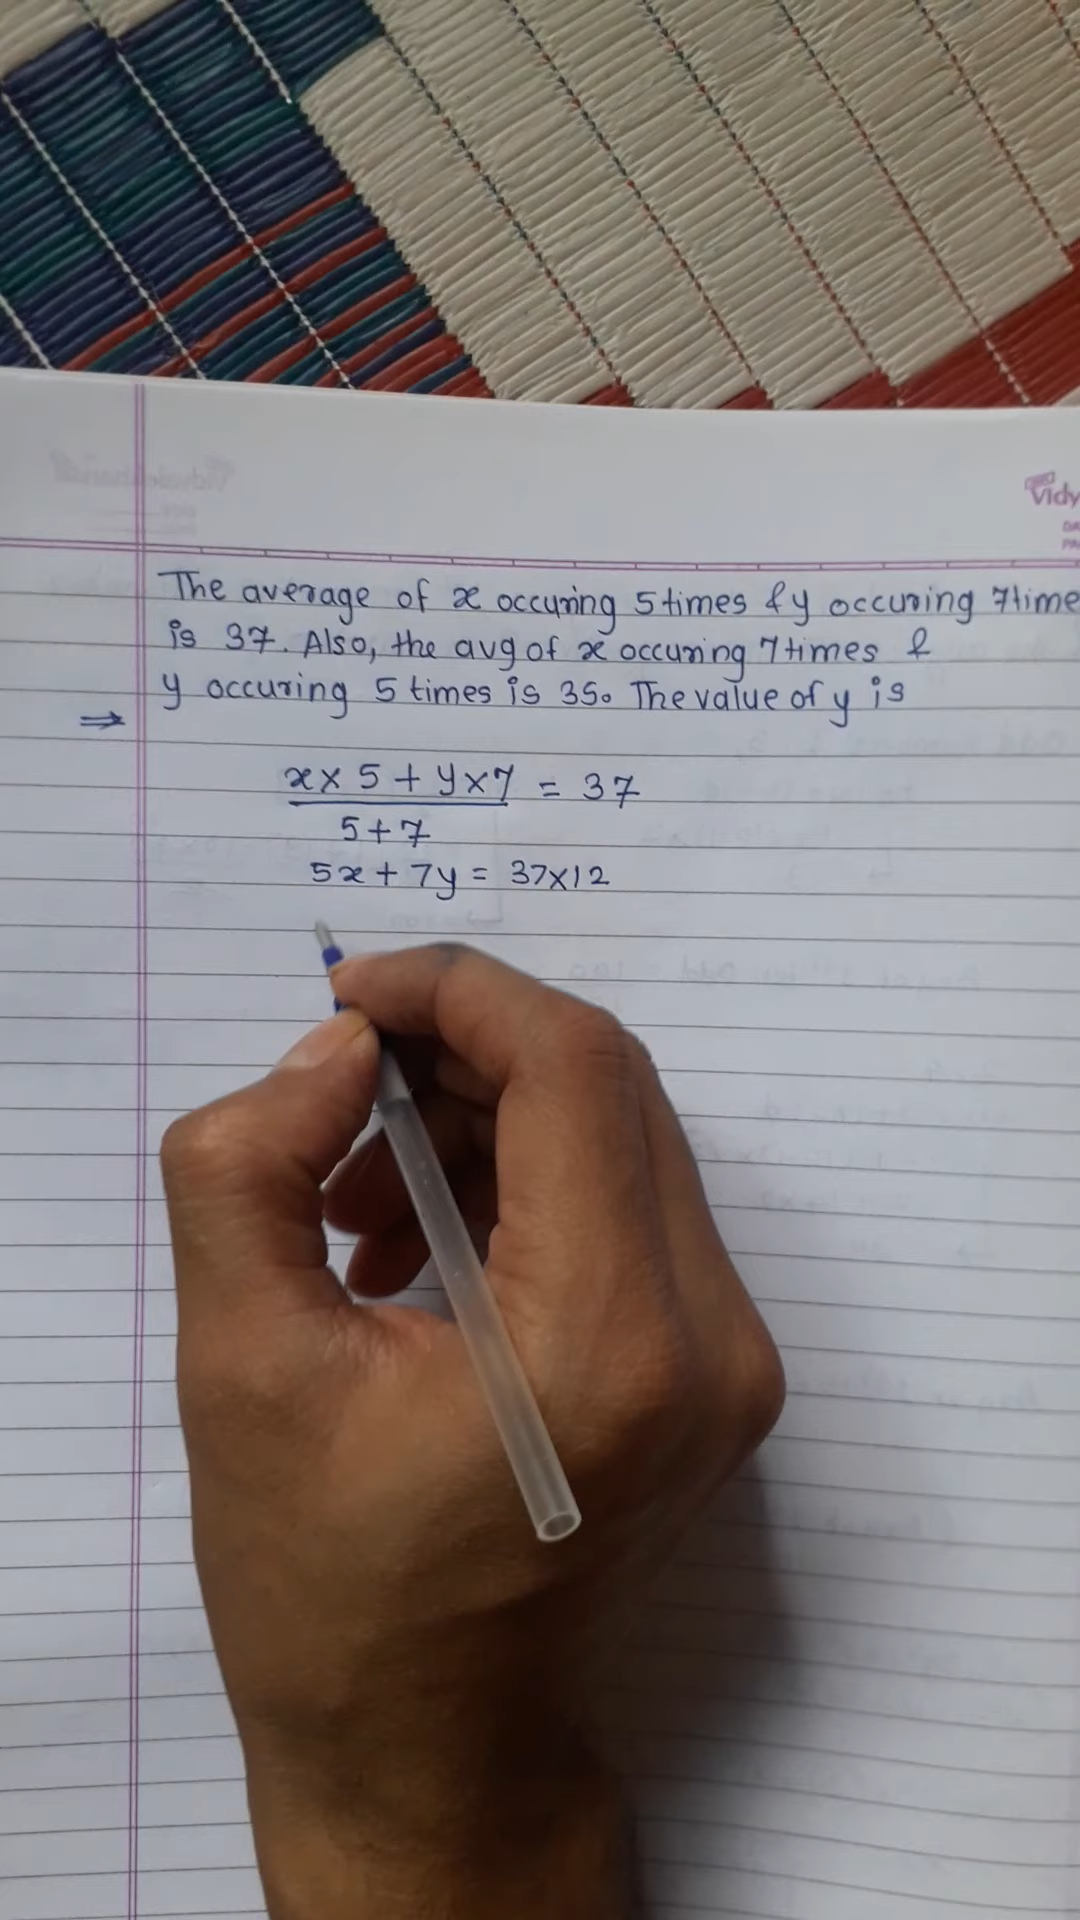 Vidy
The average of x occuring 5 times & y occuring 7 time
is 37. Also, the avg of x occuring 7 times &
y occuring 5 times is 35. The value of y is
⇒
x × 5 + y × 7 = 37
5 + 7
5x + 7y = 37×12